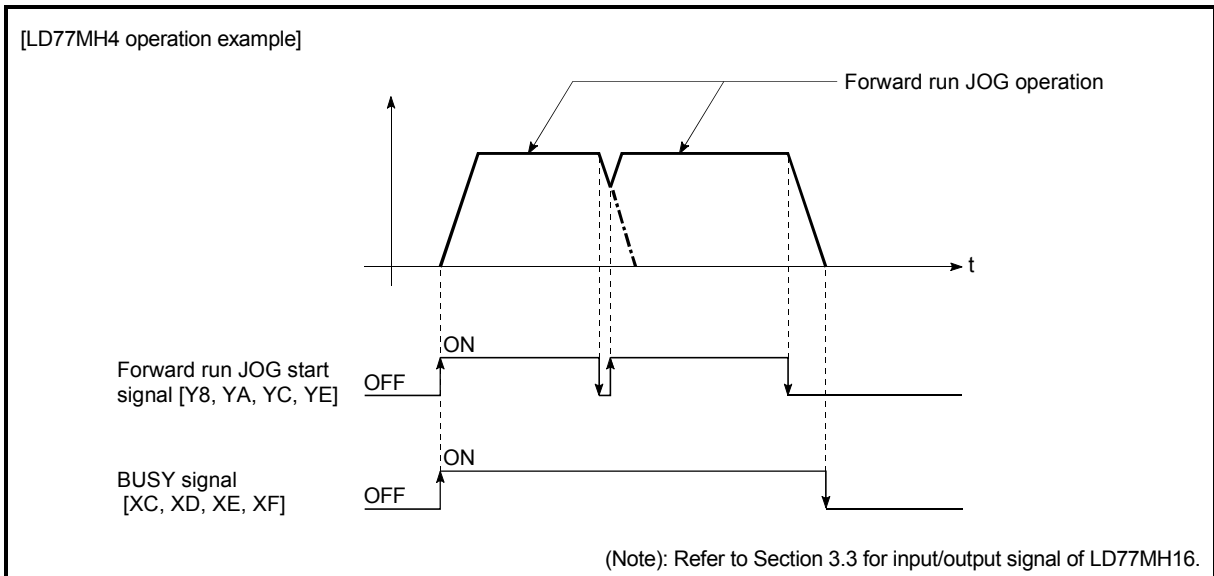 [LD77MH4 operation example]
Forward run JOG operation
t
ON
Forward run JOG start
signal [Y8, YA, YC, YE]
OFF
ON
BUSY signal
[XC, XD, XE, XF]
OFF
(Note): Refer to Section 3.3 for input/output signal of LD77MH16.